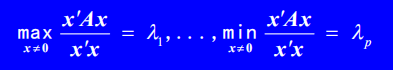 max x≠0 x'Ax / x'x = λ₁, . . . , min x≠0 x'Ax / x'x = λₚ